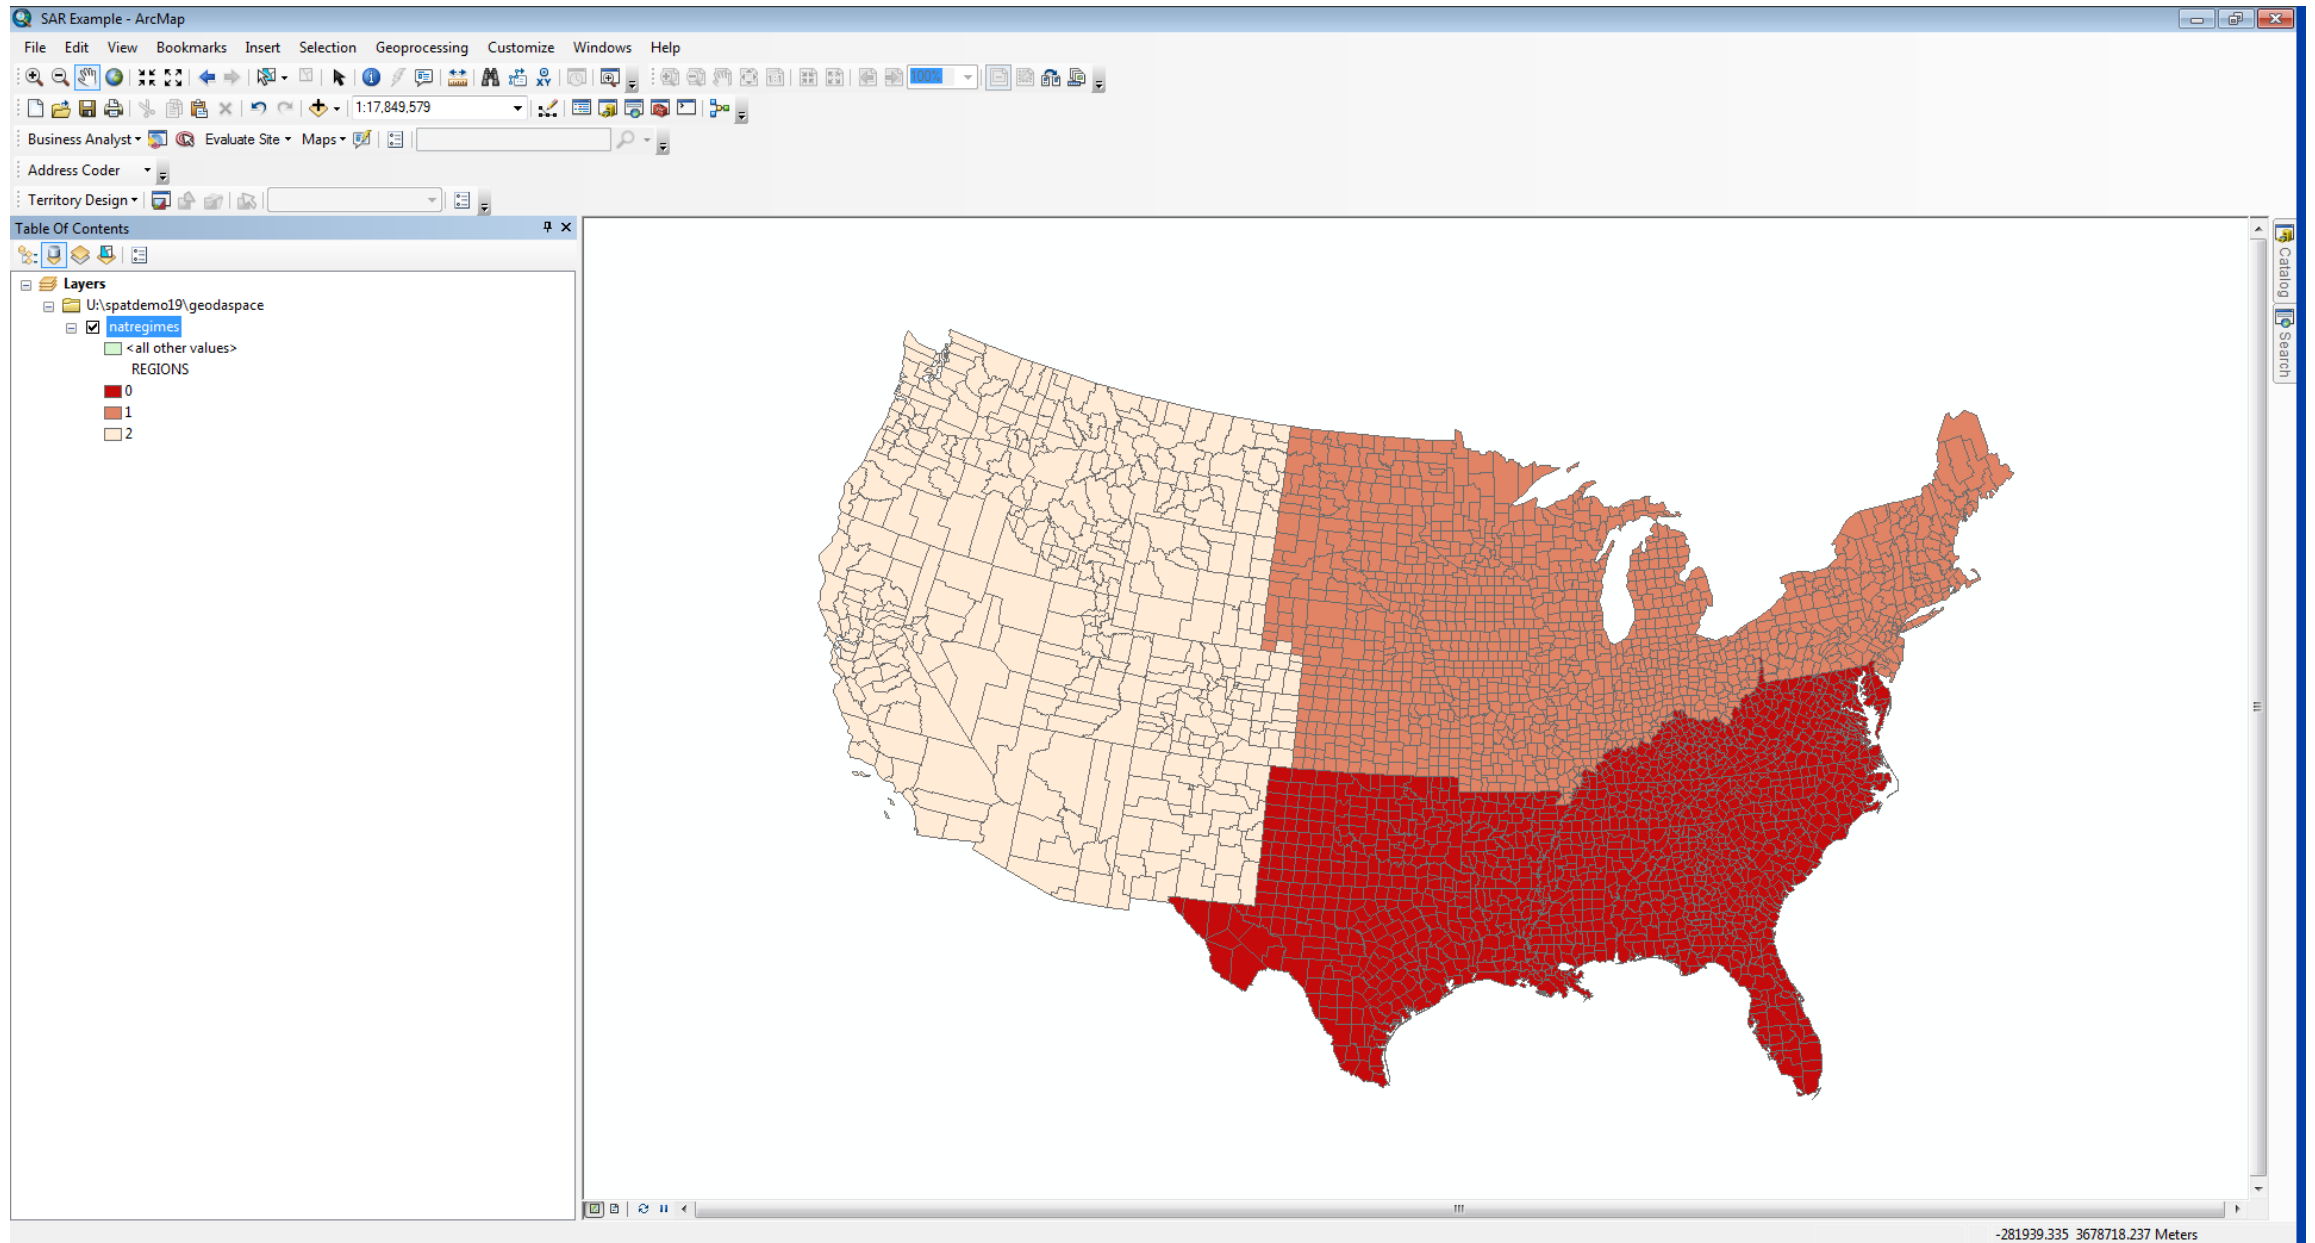 SAR Example - ArcMap
File Edit View Bookmarks Insert Selection Geoprocessing Customize Windows Help
100%
1:17,849,579
Business Analyst Evaluate Site Maps
Address Coder
Territory Design
Table Of Contents
Layers
U:\spatdemo19\geodaspace
natregimes
<all other values>
REGIONS
0
1
2
Catalog
Search
-281939.335 3678718.237 Meters